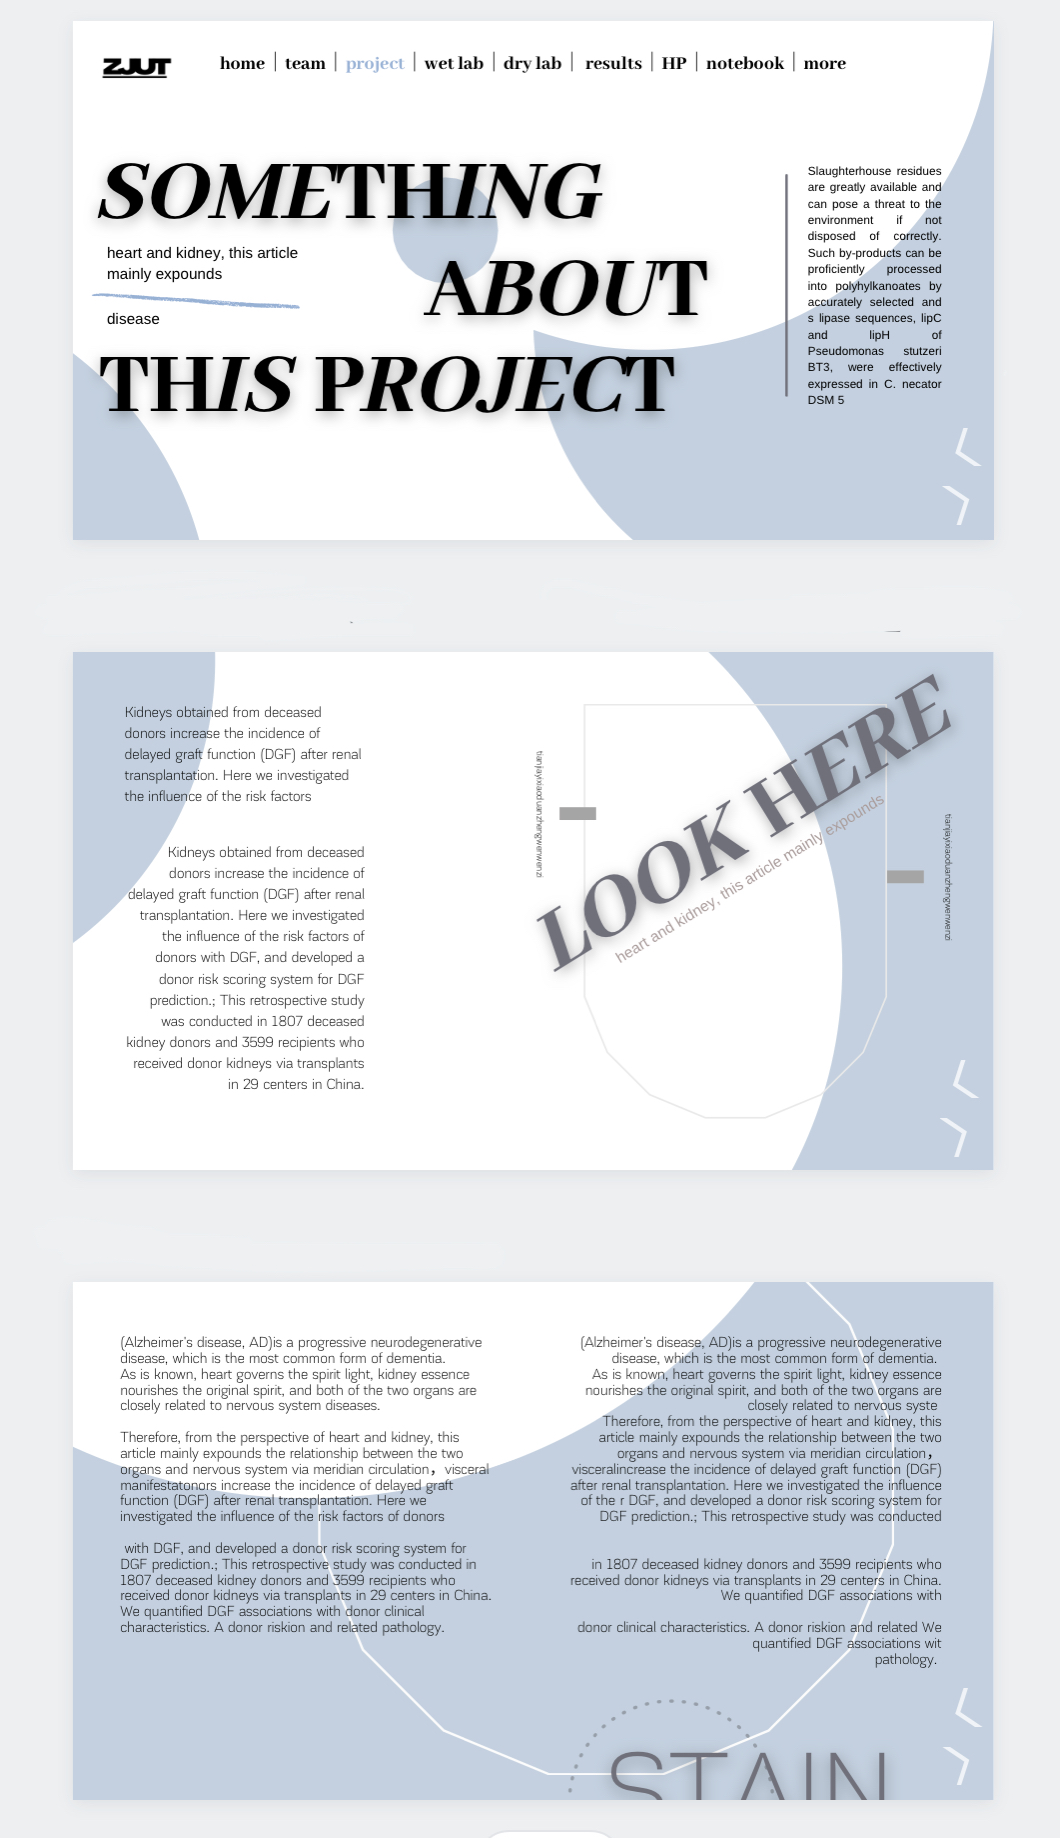 ZJUT
home | team | project | wet lab | dry lab | results | HP | notebook | more
SOMETHING
heart and kidney, this article
mainly expounds
disease
ABOUT
THIS PROJECT
Slaughterhouse residues
are greatly available and
can pose a threat to the
environment if not
disposed of correctly.
Such by-products can be
proficiently processed
into polyhylkanoates by
accurately selected and
s lipase sequences, lipC
and lipH of
Pseudomonas stutzeri
BT3, were effectively
expressed in C. necator
DSM 5
Kidneys obtained from deceased
donors increase the incidence of
delayed graft function (DGF) after renal
transplantation. Here we investigated
the influence of the risk factors
Kidneys obtained from deceased
donors increase the incidence of
delayed graft function (DGF) after renal
transplantation. Here we investigated
the influence of the risk factors of
donors with DGF, and developed a
donor risk scoring system for DGF
prediction.; This retrospective study
was conducted in 1807 deceased
kidney donors and 3599 recipients who
received donor kidneys via transplants
in 29 centers in China.
tianjiayixiaoduanzhengwenwenzi
LOOK HERE
heart and kidney, this article mainly expounds
tianjiayixiaoduanzhengwenwenzi
(Alzheimer's disease, AD)is a progressive neurodegenerative
disease, which is the most common form of dementia.
As is known, heart governs the spirit light, kidney essence
nourishes the original spirit, and both of the two organs are
closely related to nervous system diseases.
Therefore, from the perspective of heart and kidney, this
article mainly expounds the relationship between the two
organs and nervous system via meridian circulation，visceral
manifestatonors increase the incidence of delayed graft
function (DGF) after renal transplantation. Here we
investigated the influence of the risk factors of donors
with DGF, and developed a donor risk scoring system for
DGF prediction.; This retrospective study was conducted in
1807 deceased kidney donors and 3599 recipients who
received donor kidneys via transplants in 29 centers in China.
We quantified DGF associations with donor clinical
characteristics. A donor riskion and related pathology.
(Alzheimer's disease, AD)is a progressive neurodegenerative
disease, which is the most common form of dementia.
As is known, heart governs the spirit light, kidney essence
nourishes the original spirit, and both of the two organs are
closely related to nervous syste
Therefore, from the perspective of heart and kidney, this
article mainly expounds the relationship between the two
organs and nervous system via meridian circulation，
visceralincrease the incidence of delayed graft function (DGF)
after renal transplantation. Here we investigated the influence
of the r DGF, and developed a donor risk scoring system for
DGF prediction.; This retrospective study was conducted
in 1807 deceased kidney donors and 3599 recipients who
received donor kidneys via transplants in 29 centers in China.
We quantified DGF associations with
donor clinical characteristics. A donor riskion and related We
quantified DGF associations wit
pathology.
STAIN